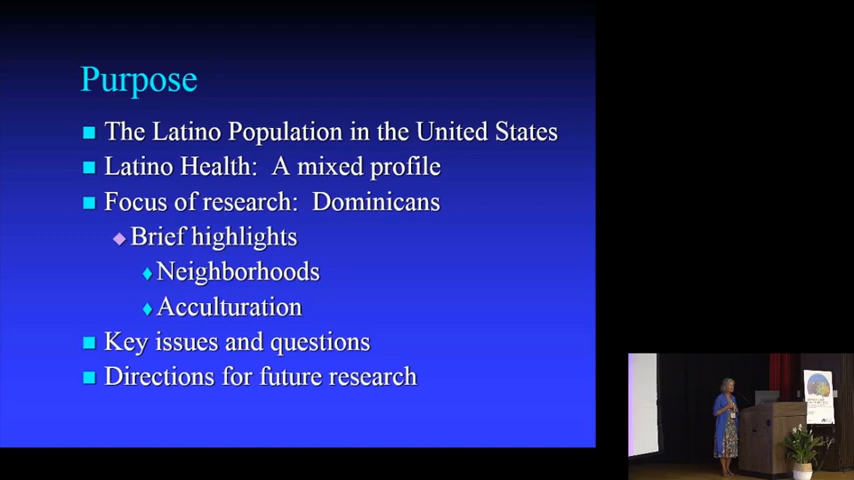 Purpose
The Latino Population in the United States
Latino Health: A mixed profile
Focus of research: Dominicans
Brief highlights
Neighborhoods
Acculturation
Key issues and questions
Directions for future research